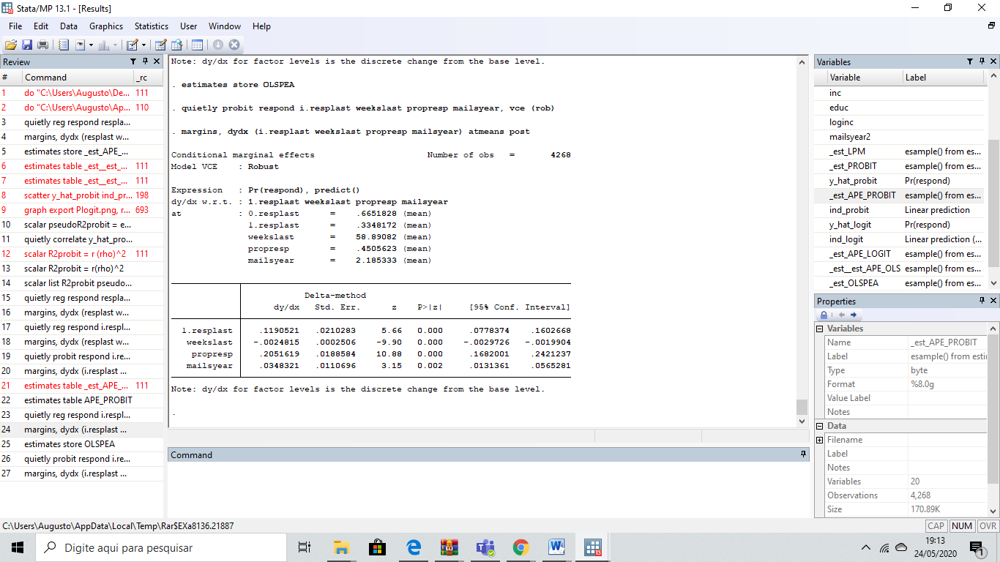 Stata/MP 13.1 - [Results]
File Edit Data Graphics Statistics User Window Help
Review
# Command _rc
1 do "C:\Users\Augusto\De... 111
2 do "C:\Users\Augusto\Ap... 110
3 quietly reg respond respla...
4 margins, dydx (resplast w...
5 estimates store _est_APE_...
6 estimates table _est__est_... 111
7 estimates table _est__est_... 111
8 scatter y_hat_probit ind_pr... 198
9 graph export Plogit.png, r... 693
10 scalar pseudoR2probit = e...
11 quietly correlate y_hat_pro...
12 scalar R2probit = r (rho)^2 111
13 scalar R2probit = r(rho)^2
14 scalar list R2probit pseudo...
15 quietly reg respond respla...
16 margins, dydx (resplast w...
17 quietly reg respond i.respl...
18 margins, dydx (resplast w...
19 quietly probit respond i.re...
20 margins, dydx (i.resplast ...
21 estimates table _est_APE_... 111
22 estimates table APE_PROBIT
23 quietly reg respond i.respl...
24 margins, dydx (i.resplast ...
25 estimates store OLSPEA
26 quietly probit respond i.re...
27 margins, dydx (i.resplast ...
Note: dy/dx for factor levels is the discrete change from the base level.
. estimates store OLSPEA
. quietly probit respond i.resplast weekslast propresp mailsyear, vce (rob)
. margins, dydx (i.resplast weekslast propresp mailsyear) atmeans post
Conditional marginal effects Number of obs = 4268
Model VCE : Robust
Expression : Pr(respond), predict()
dy/dx w.r.t. : 1.resplast weekslast propresp mailsyear
at : 0.resplast = .6651828 (mean)
1.resplast = .3348172 (mean)
weekslast = 58.89082 (mean)
propresp = .4505623 (mean)
mailsyear = 2.185333 (mean)
Delta-method
dy/dx Std. Err. z P>|z| [95% Conf. Interval]
1.resplast .1190521 .0210283 5.66 0.000 .0778374 .1602668
weekslast -.0024815 .0002506 -9.90 0.000 -.0029726 -.0019904
propresp .2051619 .0188584 10.88 0.000 .1682001 .2421237
mailsyear .0348321 .0110696 3.15 0.002 .0131361 .0565281
Note: dy/dx for factor levels is the discrete change from the base level.
.
Command
Variables
Variable Label
inc
educ
loginc
mailsyear2
_est_LPM esample() from es...
_est_PROBIT esample() from es...
y_hat_probit Pr(respond)
_est_APE_PROBIT esample() from es...
ind_probit Linear prediction
y_hat_logit Pr(respond)
ind_logit Linear prediction (...
_est_APE_LOGIT esample() from es...
_est__est_APE_OLS esample() from es...
_est_OLSPEA esample() from es...
Properties
Variables
Name _est_APE_PROBIT
Label esample() from esti
Type byte
Format %8.0g
Value Label
Notes
Data
Filename
Label
Notes
Variables 20
Observations 4,268
Size 170.89K
C:\Users\Augusto\AppData\Local\Temp\Rar$EXa8136.21887
CAP NUM OVR
Digite aqui para pesquisar
19:13
24/05/2020
1